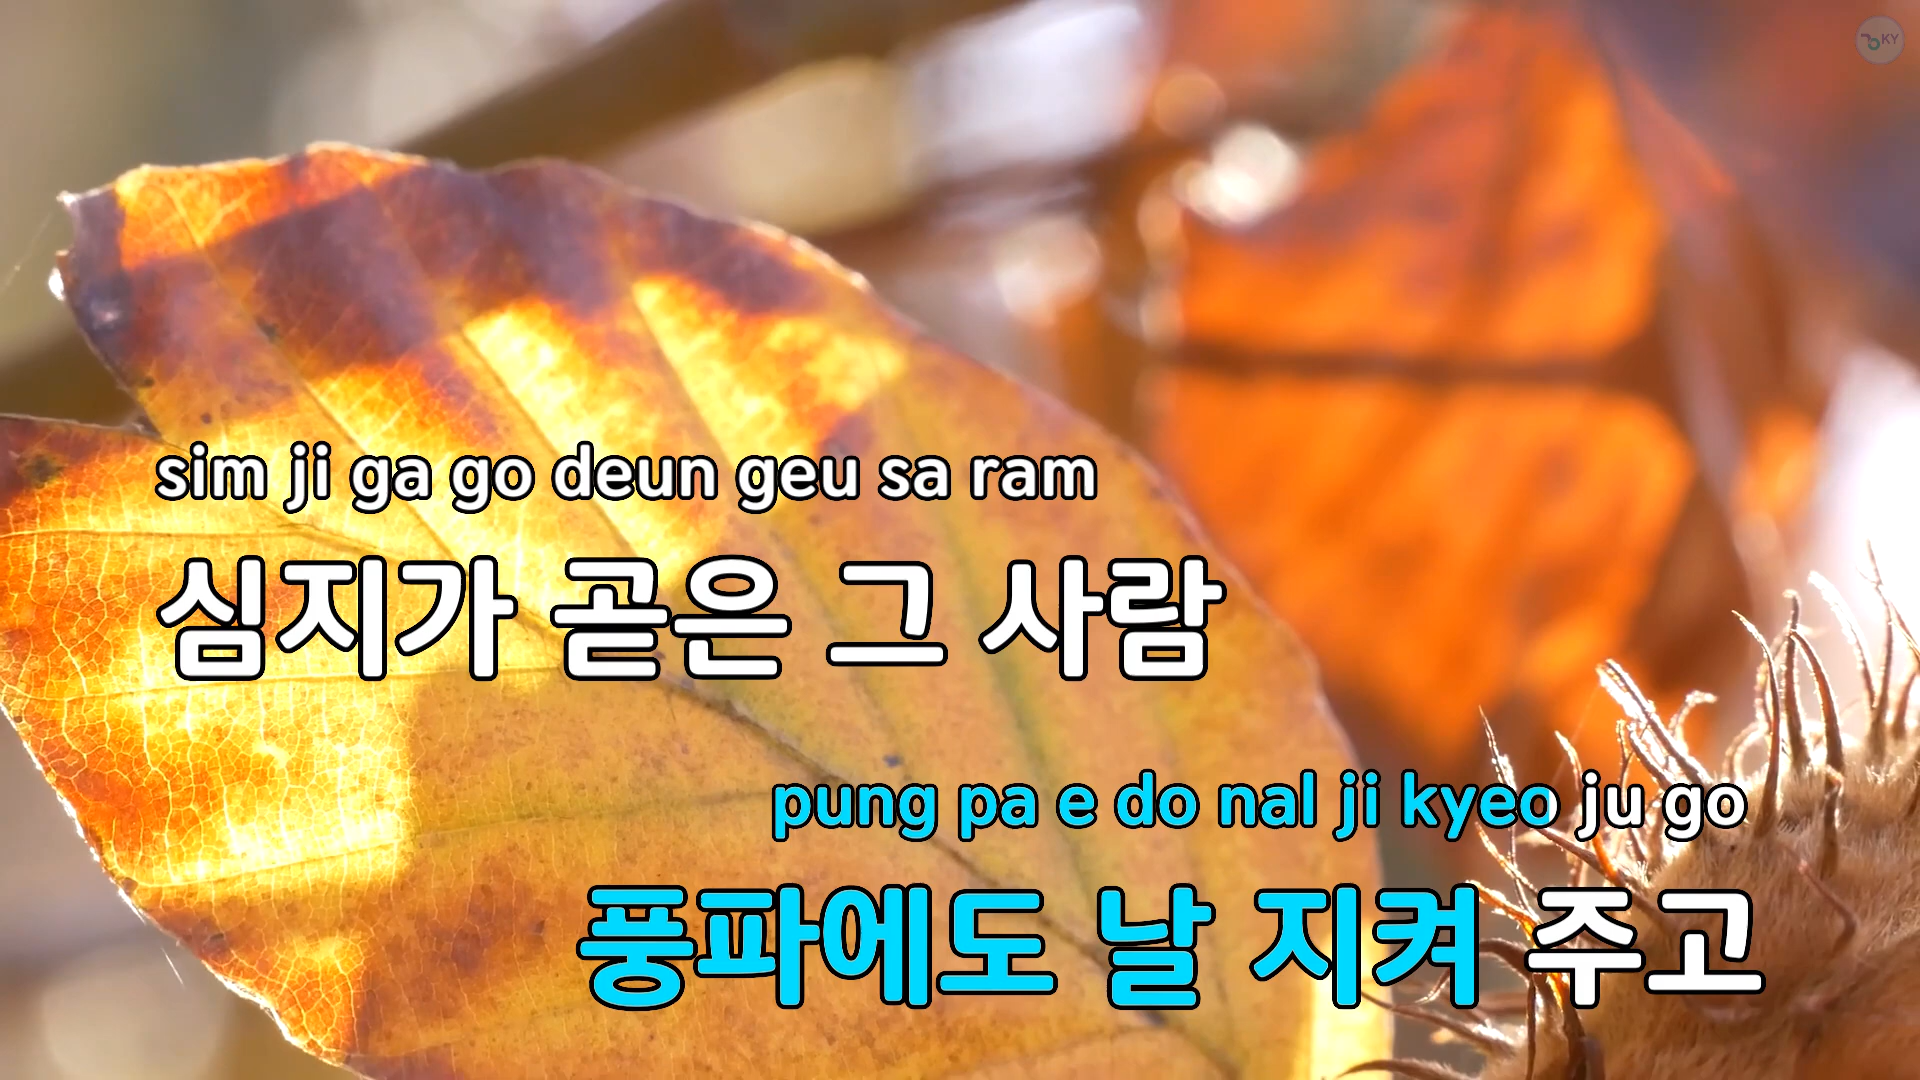 KY
sim ji ga go deun geu sa ram
심지가 곧은 그 사람
pung pa e do nal ji kyeo ju go
풍파에도 날 지켜 주고